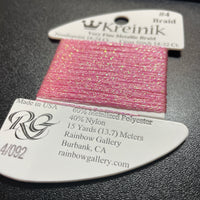 #4
Kreinik
Braid
Very Fine Metallic Braid
Made in USA
60% Metallized Polyester
40% Nylon
15 Yards (13.7) Meters
Rainbow Gallery
Burbank, CA
rainbowgallery.com
RG
4/092